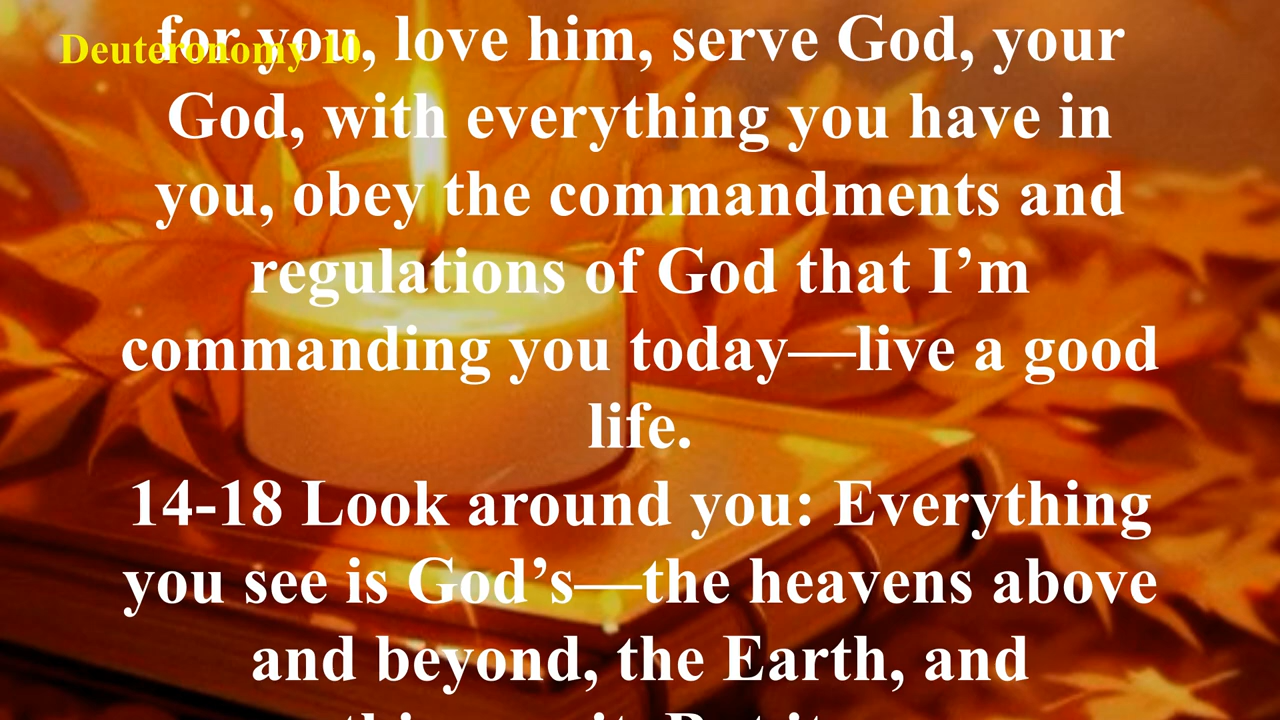 Deuteronomy 10
for you, love him, serve God, your
God, with everything you have in
you, obey the commandments and
regulations of God that I’m
commanding you today—live a good
life.
14-18 Look around you: Everything
you see is God’s—the heavens above
and beyond, the Earth, and